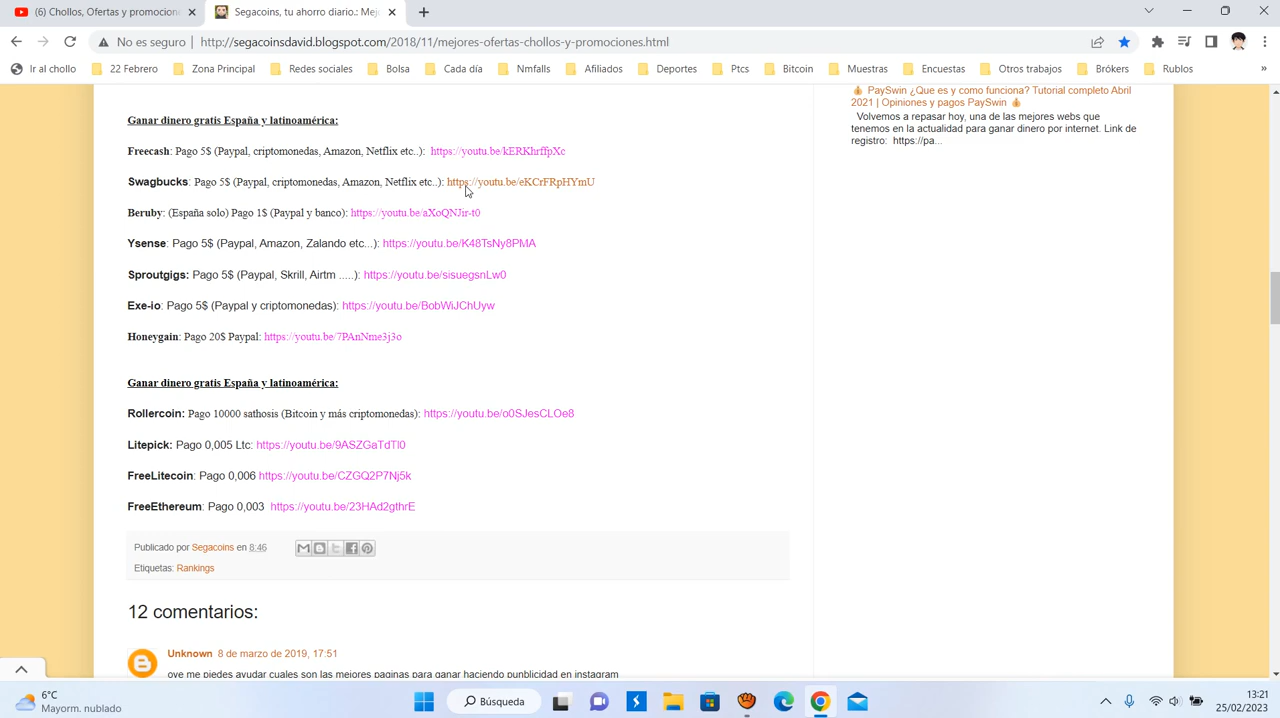 (6) Chollos, Ofertas y promocione
Segacoins, tu ahorro diario.: Mej
No es seguro | http://segacoinsdavid.blogspot.com/2018/11/mejores-ofertas-chollos-y-promociones.html
Ir al chollo 22 Febrero Zona Principal Redes sociales Bolsa Cada día Nmfalls Afiliados Deportes Ptcs Bitcoin Muestras Encuestas Otros trabajos Brókers Rublos »
Ganar dinero gratis España y latinoamérica:
Freecash: Pago 5$ (Paypal, criptomonedas, Amazon, Netflix etc..): https://youtu.be/kERKhrffpXc
Swagbucks: Pago 5$ (Paypal, criptomonedas, Amazon, Netflix etc..): https://youtu.be/eKCrFRpHYmU
Beruby: (España solo) Pago 1$ (Paypal y banco): https://youtu.be/aXoQNJir-t0
Ysense: Pago 5$ (Paypal, Amazon, Zalando etc...): https://youtu.be/K48TsNy8PMA
Sproutgigs: Pago 5$ (Paypal, Skrill, Airtm .....): https://youtu.be/sisuegsnLw0
Exe-io: Pago 5$ (Paypal y criptomonedas): https://youtu.be/BobWiJChUyw
Honeygain: Pago 20$ Paypal: https://youtu.be/7PAnNme3j3o
Ganar dinero gratis España y latinoamérica:
Rollercoin: Pago 10000 sathosis (Bitcoin y más criptomonedas): https://youtu.be/o0SJesCLOe8
Litepick: Pago 0,005 Ltc: https://youtu.be/9ASZGaTdTl0
FreeLitecoin: Pago 0,006 https://youtu.be/CZGQ2P7Nj5k
FreeEthereum: Pago 0,003 https://youtu.be/23HAd2gthrE
Publicado por Segacoins en 8:46
Etiquetas: Rankings
12 comentarios:
Unknown 8 de marzo de 2019, 17:51
oye me piedes ayudar cuales son las mejores paginas para ganar haciendo punblicidad en instagram
PaySwin ¿Que es y como funciona? Tutorial completo Abril
2021 | Opiniones y pagos PaySwin
Volvemos a repasar hoy, una de las mejores webs que
tenemos en la actualidad para ganar dinero por internet. Link de
registro: https://pa...
6°C
Mayorm. nublado
Búsqueda
13:21
25/02/2023